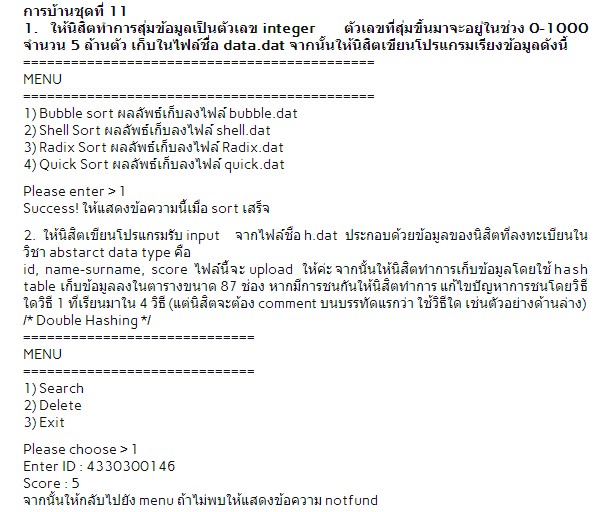 การบ้านชุดที่ 11
1. ให้นิสิตทำการสุ่มข้อมูลเป็นตัวเลข integer ตัวเลขที่สุ่มขึ้นมาจะอยู่ในช่วง 0-1000
จำนวน 5 ล้านตัว เก็บในไฟล์ชื่อ data.dat จากนั้นให้นิสิตเขียนโปรแกรมเรียงข้อมูลดังนี้
=============================================
MENU
=============================================
1) Bubble sort ผลลัพธ์เก็บลงไฟล์ bubble.dat
2) Shell Sort ผลลัพธ์เก็บลงไฟล์ shell.dat
3) Radix Sort ผลลัพธ์เก็บลงไฟล์ Radix.dat
4) Quick Sort ผลลัพธ์เก็บลงไฟล์ quick.dat
Please enter > 1
Success! ให้แสดงข้อความนี้เมื่อ sort เสร็จ
2. ให้นิสิตเขียนโปรแกรมรับ input จากไฟล์ชื่อ h.dat ประกอบด้วยข้อมูลของนิสิตที่ลงทะเบียนใน
วิชา abstarct data type คือ
id, name-surname, score ไฟล์นี้จะ upload ให้ค่ะ จากนั้นให้นิสิตทำการเก็บข้อมูลโดยใช้ hash
table เก็บข้อมูลลงในตารางขนาด 87 ช่อง หากมีการชนกันให้นิสิตทำการ แก้ไขปัญหาการชนโดยวิธี
ใดวิธี 1 ที่เรียนมาใน 4 วิธี (แต่นิสิตจะต้อง comment บนบรรทัดแรกว่า ใช้วิธีใด เช่นตัวอย่างด้านล่าง)
/* Double Hashing */
==============================
MENU
==============================
1) Search
2) Delete
3) Exit
Please choose > 1
Enter ID : 4330300146
Score : 5
จากนั้นให้กลับไปยัง menu ถ้าไม่พบให้แสดงข้อความ notfund